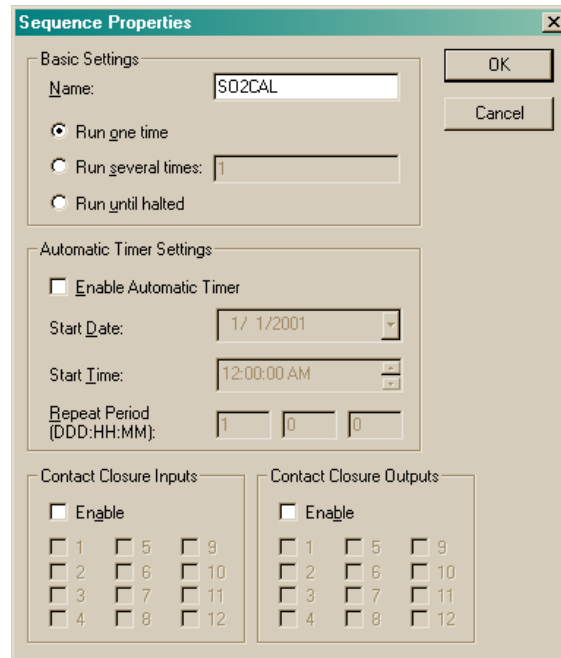 Sequence Properties
Basic Settings
Name: SO2CAL
Run one time
Run several times: 1
Run until halted
OK
Cancel
Automatic Timer Settings
Enable Automatic Timer
Start Date: 1/ 1/2001
Start Time: 12:00:00 AM
Repeat Period
(DDD:HH:MM): 1 0 0
Contact Closure Inputs
Enable
1 5 9
2 6 10
3 7 11
4 8 12
Contact Closure Outputs
Enable
1 5 9
2 6 10
3 7 11
4 8 12